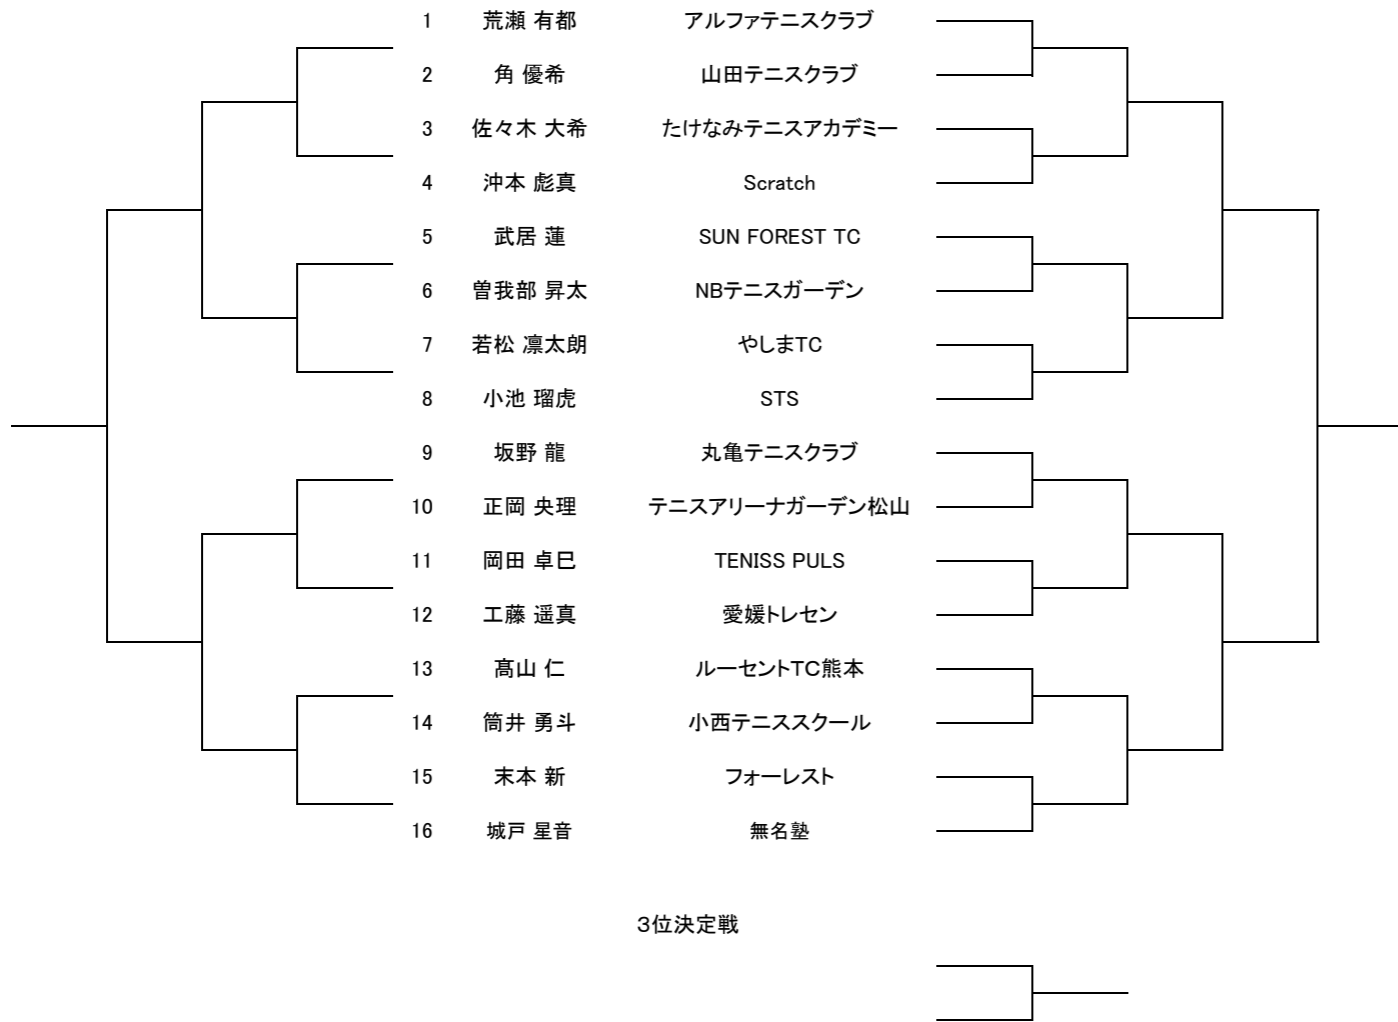 1 荒瀬 有都 アルファテニスクラブ
2 角 優希 山田テニスクラブ
3 佐々木 大希 たけなみテニスアカデミー
4 沖本 彪真 Scratch
5 武居 蓮 SUN FOREST TC
6 曽我部 昇太 NBテニスガーデン
7 若松 凛太朗 やしまTC
8 小池 瑠虎 STS
9 坂野 龍 丸亀テニスクラブ
10 正岡 央理 テニスアリーナガーデン松山
11 岡田 卓巳 TENISS PULS
12 工藤 遥真 愛媛トレセン
13 髙山 仁 ルーセントTC熊本
14 筒井 勇斗 小西テニススクール
15 末本 新 フォーレスト
16 城戸 星音 無名塾
３位決定戦